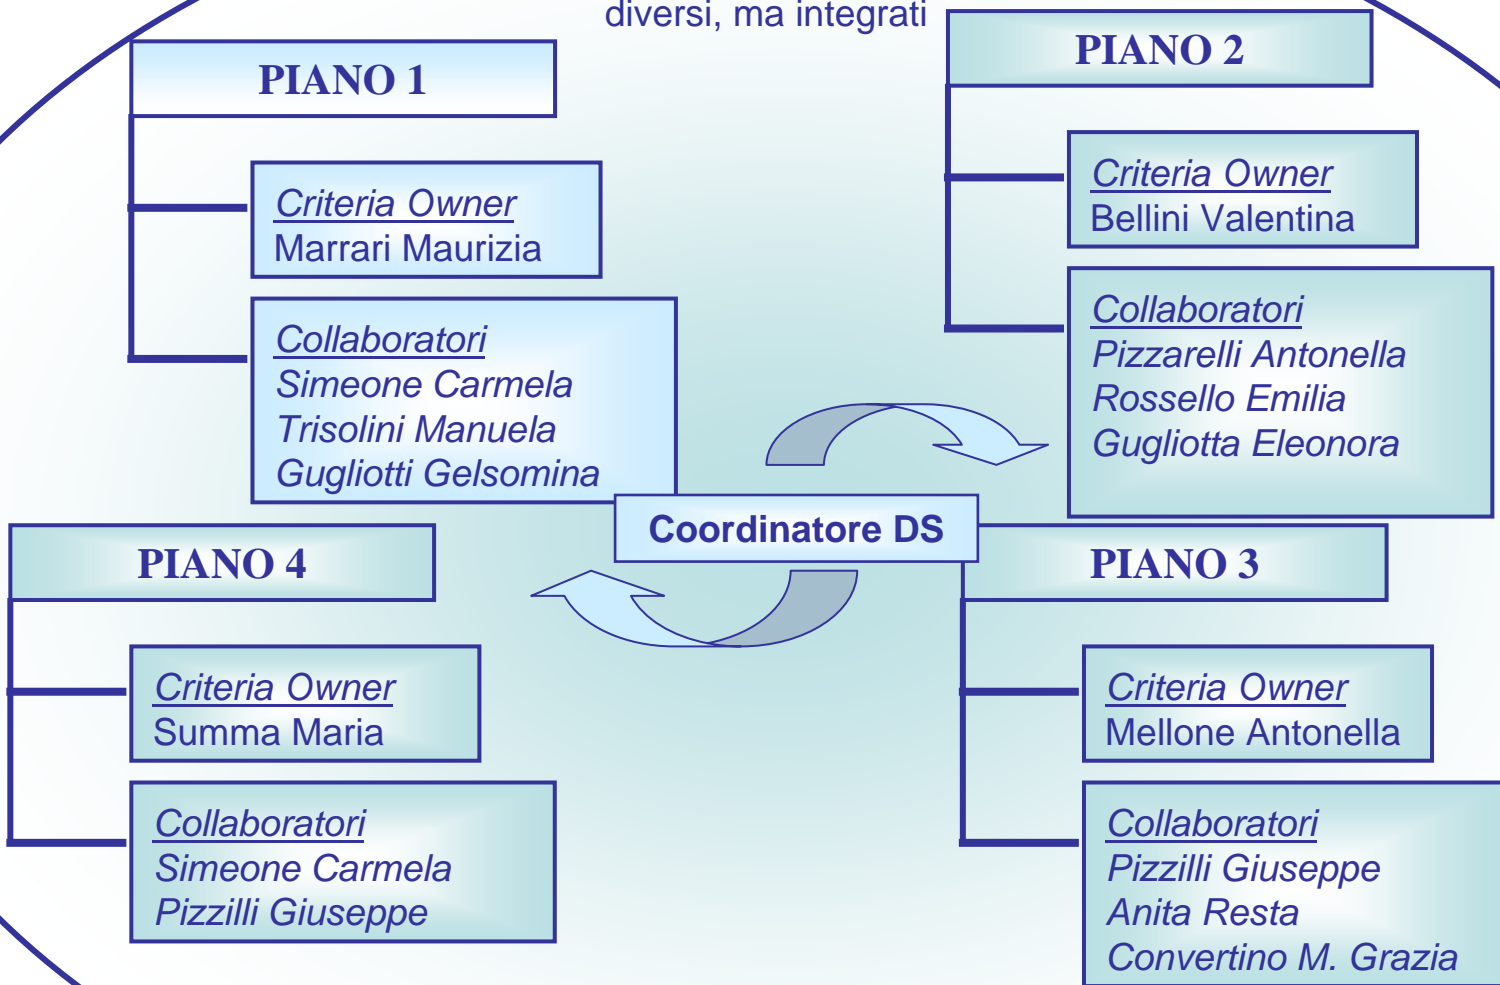 diversi, ma integrati
PIANO 1
Criteria Owner
Marrari Maurizia
Collaboratori
Simeone Carmela
Trisolini Manuela
Gugliotti Gelsomina
PIANO 2
Criteria Owner
Bellini Valentina
Collaboratori
Pizzarelli Antonella
Rossello Emilia
Gugliotta Eleonora
Coordinatore DS
PIANO 4
Criteria Owner
Summa Maria
Collaboratori
Simeone Carmela
Pizzilli Giuseppe
PIANO 3
Criteria Owner
Mellone Antonella
Collaboratori
Pizzilli Giuseppe
Anita Resta
Convertino M. Grazia